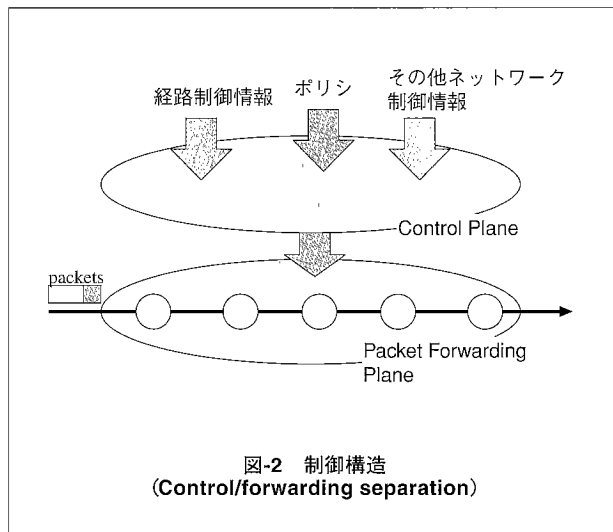 経路制御情報
ポリシ
その他ネットワーク
制御情報
Control Plane
packets
Packet Forwarding
Plane
図-2 制御構造
(Control/forwarding separation)